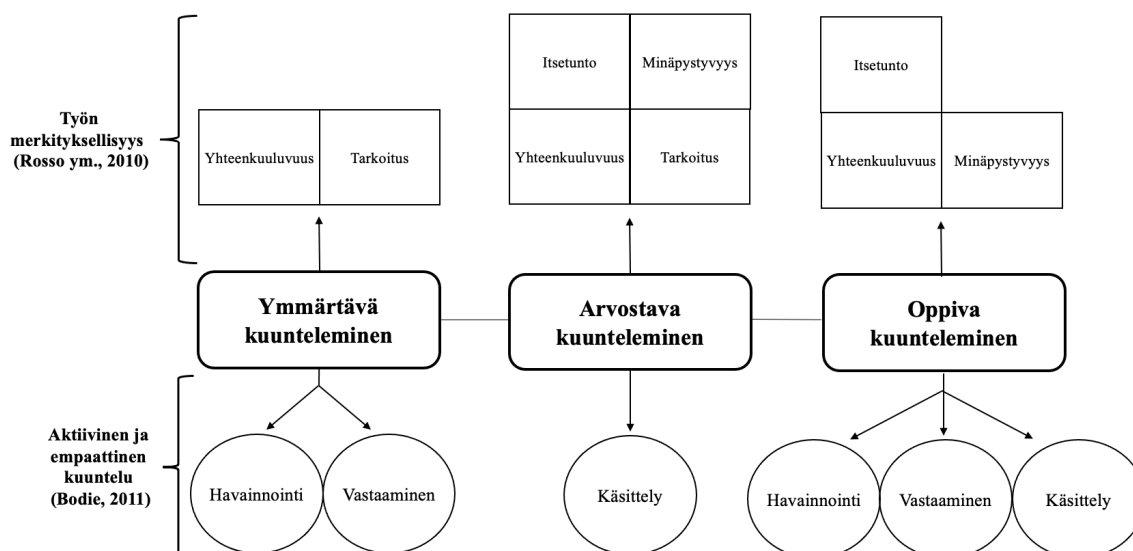 Itsetunto
Minäpystyvyys
Itsetunto
Työn
merkityksellisyys
(Rosso ym., 2010)
Yhteenkuuluvuus
Tarkoitus
Yhteenkuuluvuus
Tarkoitus
Yhteenkuuluvuus
Minäpystyvyys
Ymmärtävä
kuunteleminen
Arvostava
kuunteleminen
Oppiva
kuunteleminen
Aktiivinen ja
empaattinen
kuuntelu
(Bodie, 2011)
Havainnointi
Vastaaminen
Käsittely
Havainnointi
Vastaaminen
Käsittely